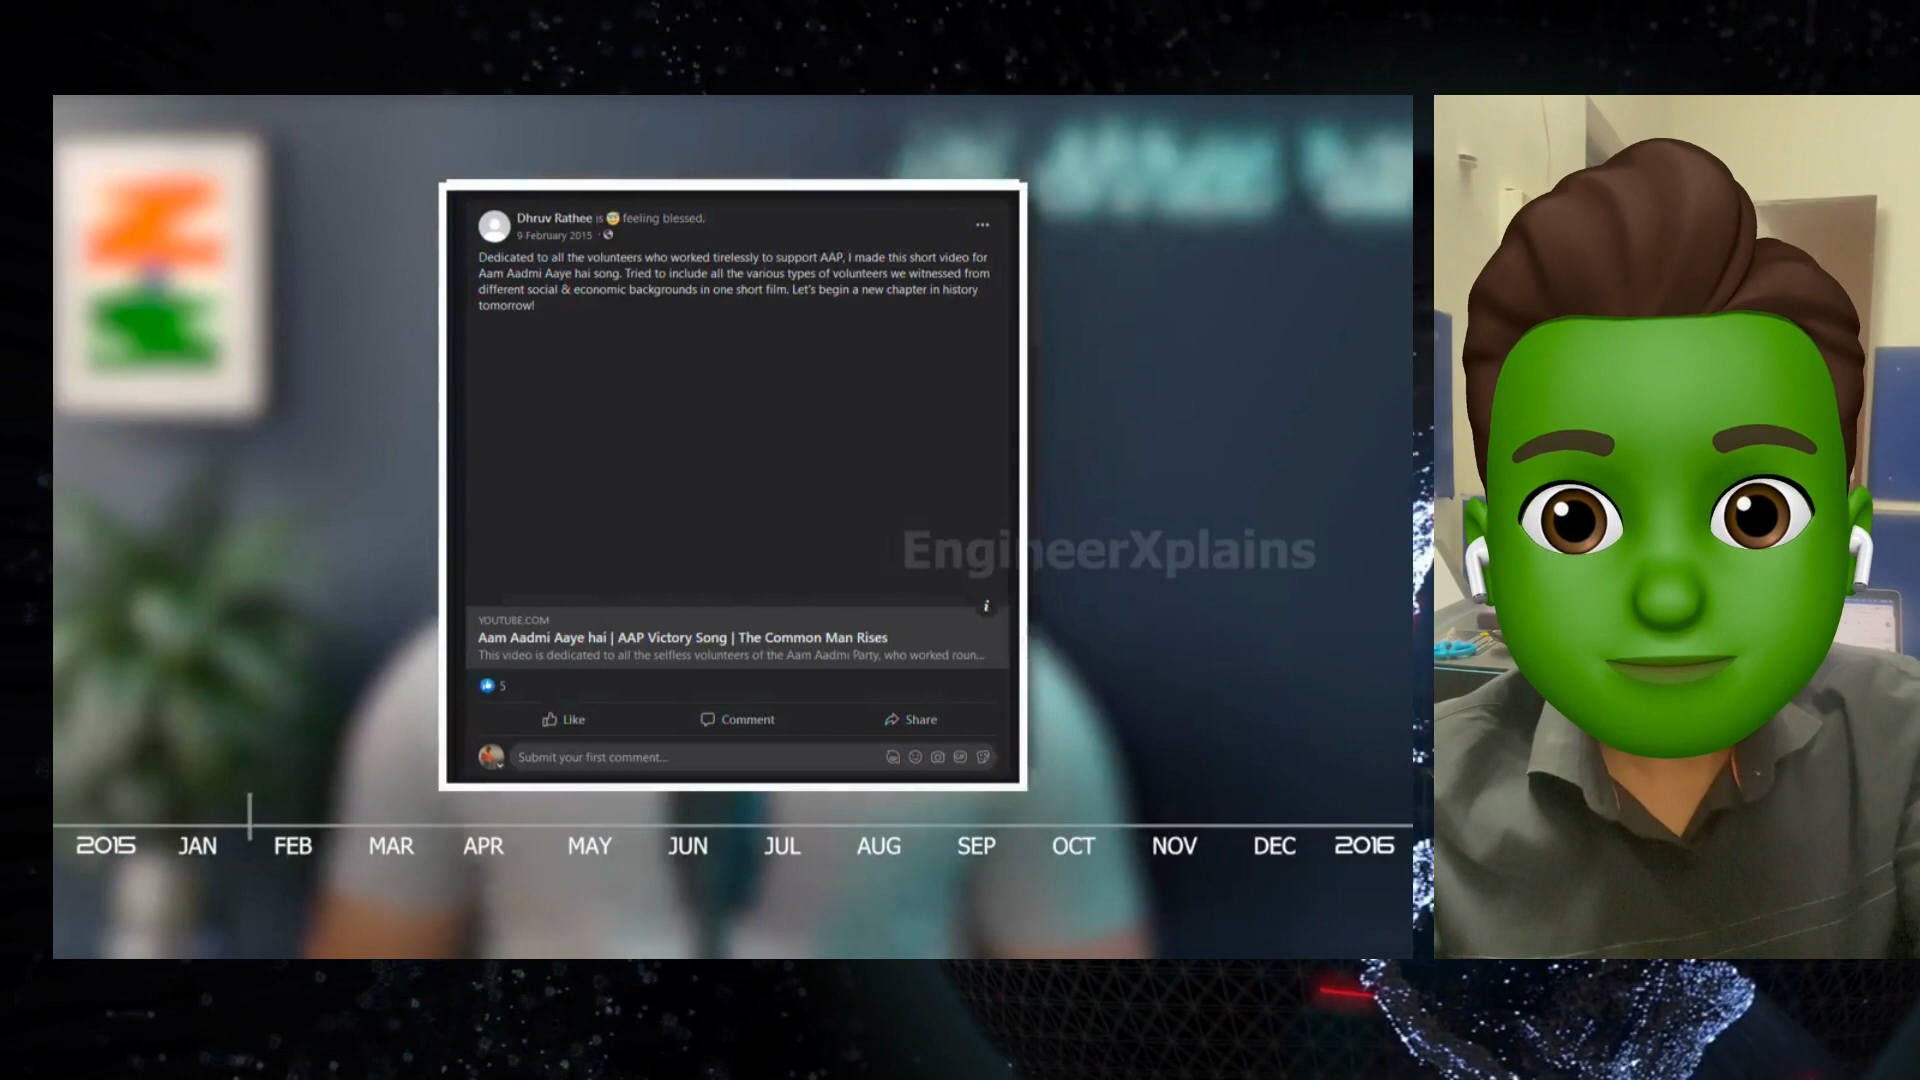 Dhruv Rathee is feeling blessed.
9 February 2015
Dedicated to all the volunteers who worked tirelessly to support AAP, I made this short video for
Aam Aadmi Aaye hai song. Tried to include all the various types of volunteers we witnessed from
different social & economic backgrounds in one short film. Let's begin a new chapter in history
tomorrow!
EngineerXplains
i
YOUTUBE.COM
Aam Aadmi Aaye hai | AAP Victory Song | The Common Man Rises
This video is dedicated to all the selfless volunteers of the Aam Aadmi Party, who worked roun...
5
Like Comment Share
Submit your first comment...
GIF
2015 JAN FEB MAR APR MAY JUN JUL AUG SEP OCT NOV DEC 2016